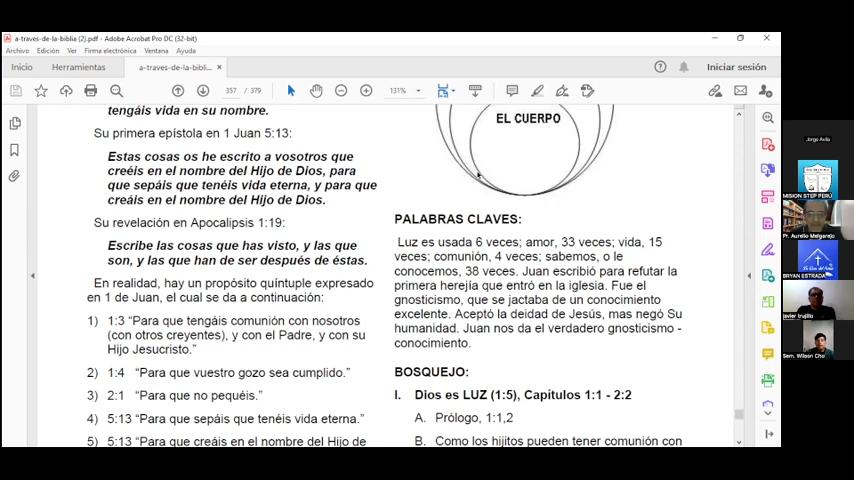 a-traves-de-la-biblia (2).pdf - Adobe Acrobat Pro DC (32-bit)
Archivo Edición Ver Firma electrónica Ventana Ayuda
Inicio Herramientas a-traves-de-la-bibli... × Iniciar sesión
357 / 379 131%
tengáis vida en su nombre.
Su primera epístola en 1 Juan 5:13:
Estas cosas os he escrito a vosotros que
creéis en el nombre del Hijo de Dios, para
que sepáis que tenéis vida eterna, y para que
creáis en el nombre del Hijo de Dios.
Su revelación en Apocalipsis 1:19:
Escribe las cosas que has visto, y las que
son, y las que han de ser después de éstas.
En realidad, hay un propósito quíntuple expresado
en 1 de Juan, el cual se da a continuación:
1) 1:3 “Para que tengáis comunión con nosotros
(con otros creyentes), y con el Padre, y con su
Hijo Jesucristo.”
2) 1:4 “Para que vuestro gozo sea cumplido.”
3) 2:1 “Para que no pequéis.”
4) 5:13 “Para que sepáis que tenéis vida eterna.”
5) 5:13 “Para que creáis en el nombre del Hijo de
EL CUERPO
PALABRAS CLAVES:
Luz es usada 6 veces; amor, 33 veces; vida, 15
veces; comunión, 4 veces; sabemos, o le
conocemos, 38 veces. Juan escribió para refutar la
primera herejía que entró en la iglesia. Fue el
gnosticismo, que se jactaba de un conocimiento
excelente. Aceptó la deidad de Jesús, mas negó Su
humanidad. Juan nos da el verdadero gnosticismo -
conocimiento.
BOSQUEJO:
I. Dios es LUZ (1:5), Capítulos 1:1 - 2:2
A. Prólogo, 1:1,2
B. Como los hijitos pueden tener comunión con
Jorge Avila
MISION STEP PERÚ
Pr. Aurelio Melgarejo
BRYAN ESTRADA
javier trujillo
Sem. Wilson Cho